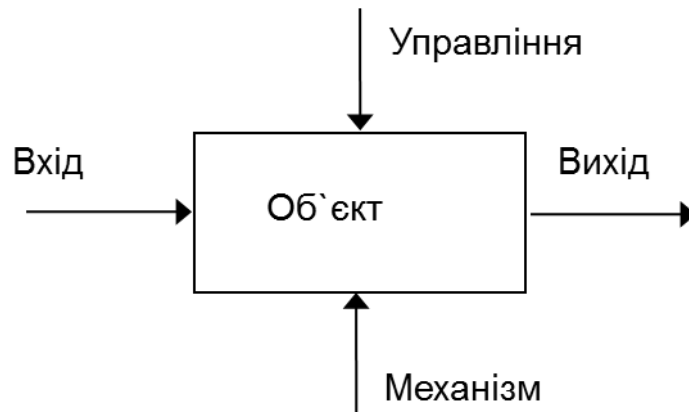 Управління
Вхід
Вихід
Об`єкт
Механізм